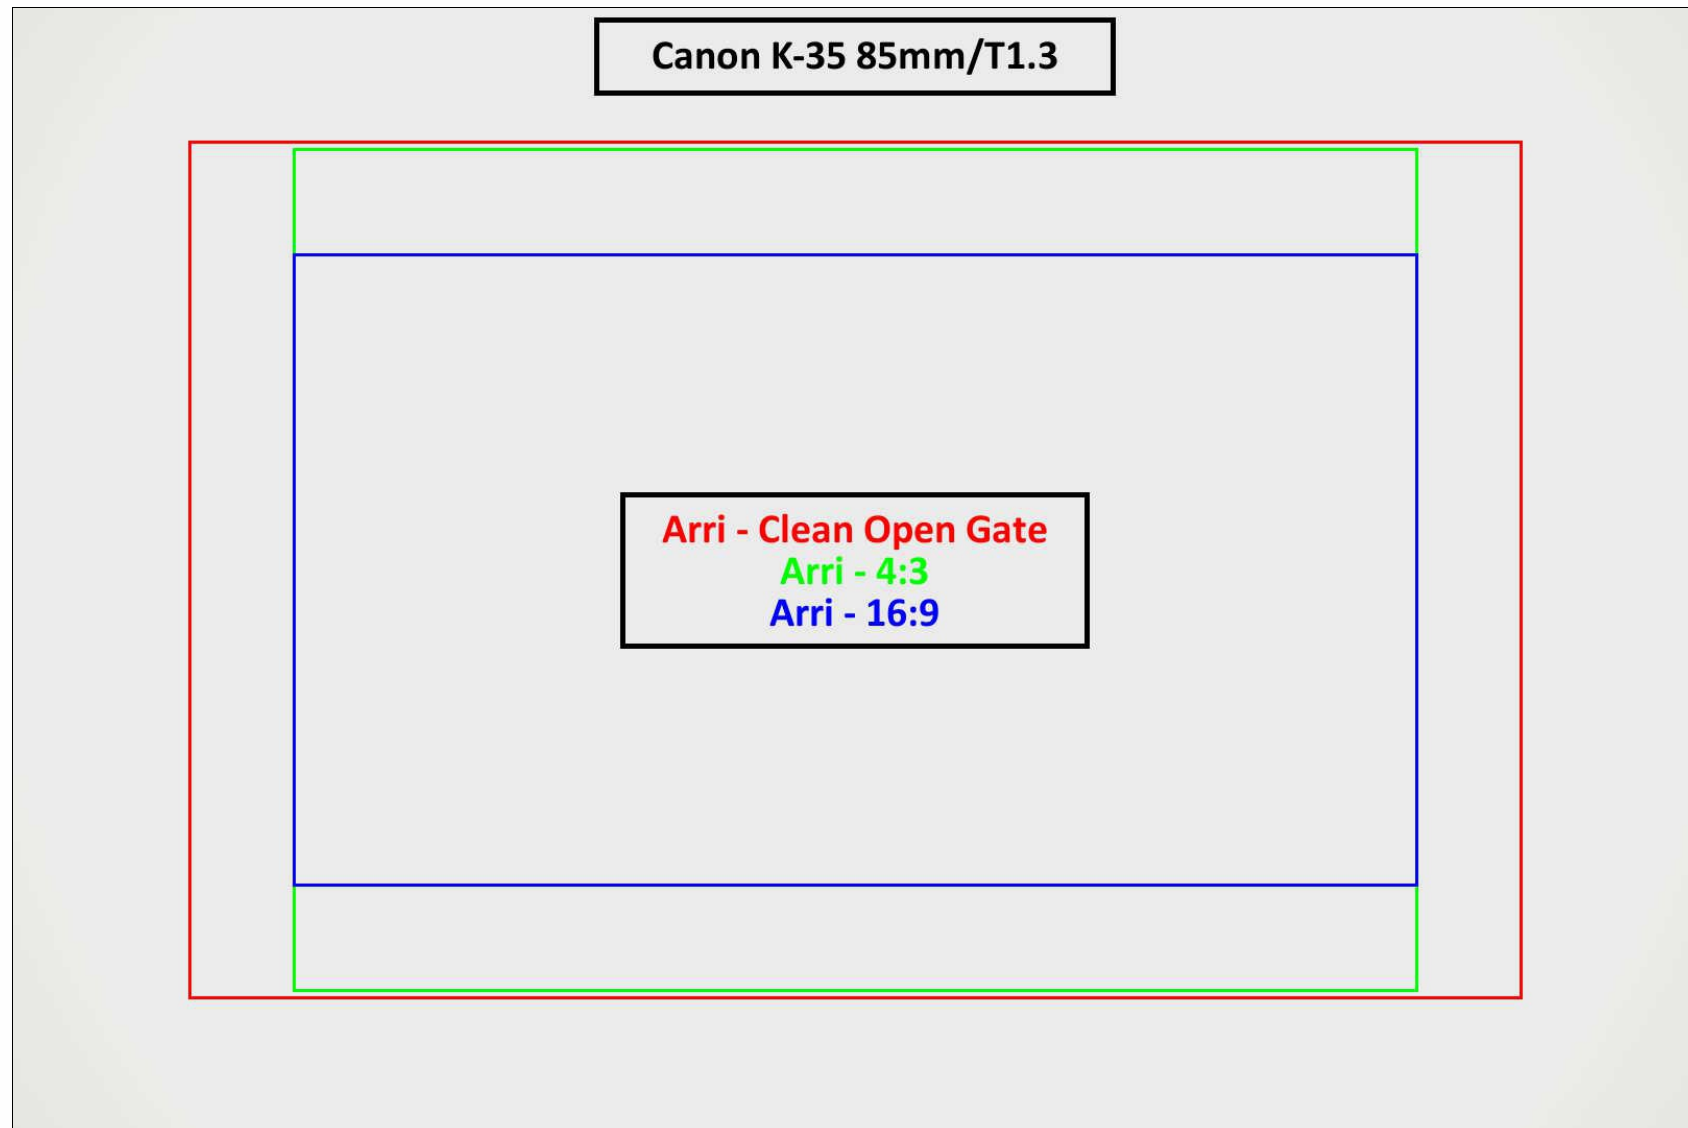 Canon K-35 85mm/T1.3
Arri - Clean Open Gate
Arri - 4:3
Arri - 16:9